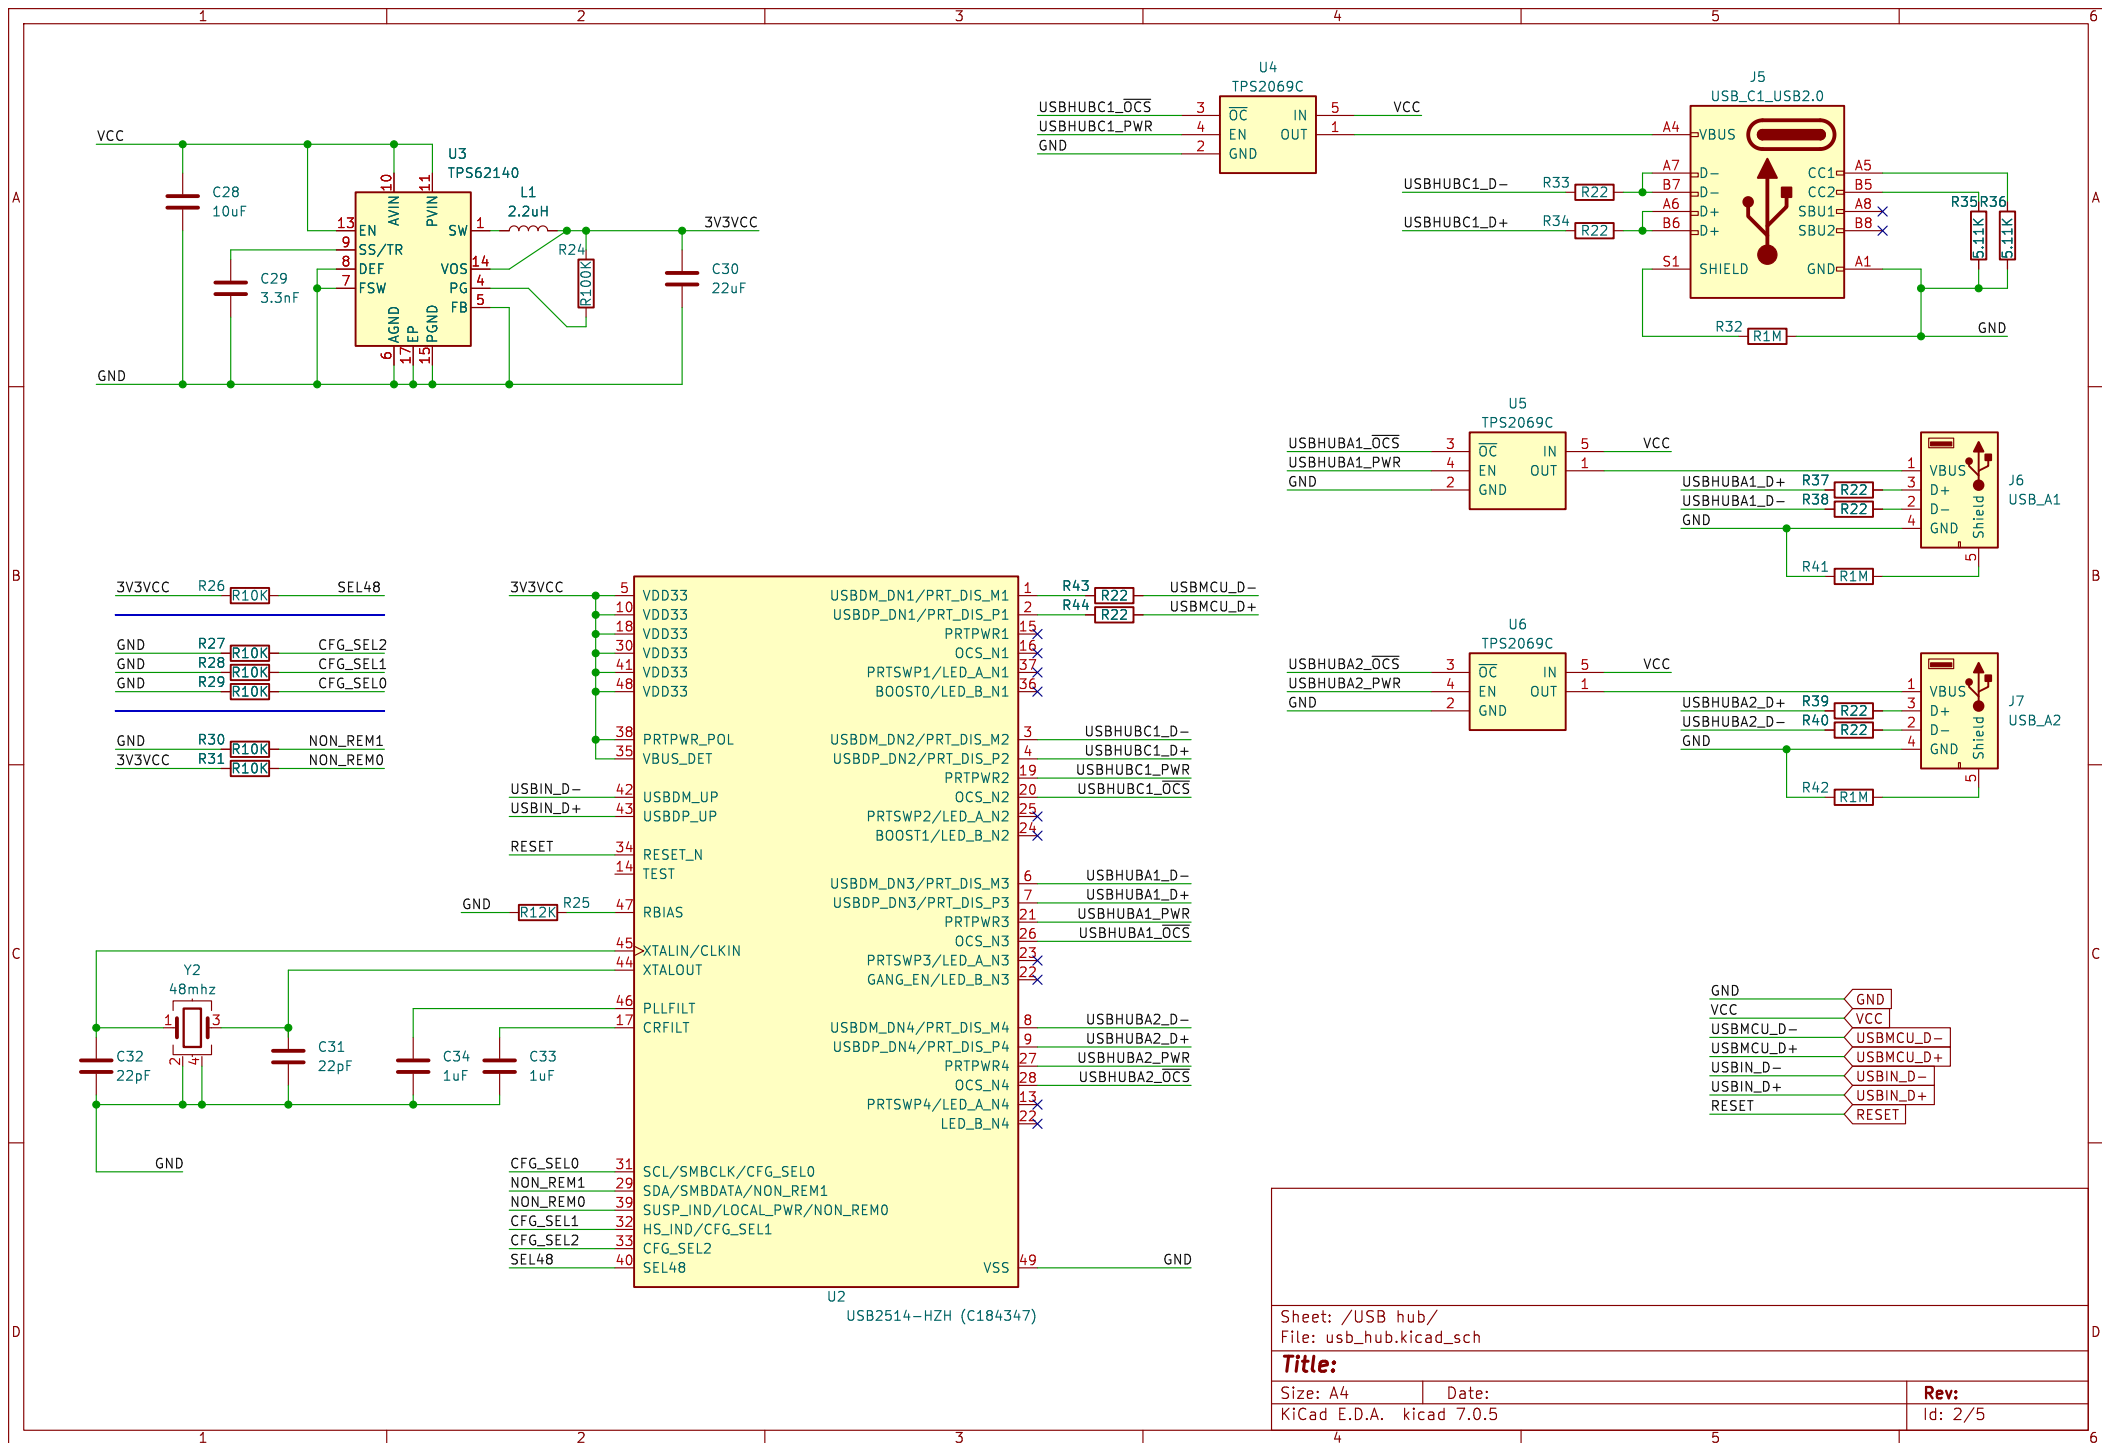 1 2 3 4 5 6
A
B
C
D
VCC
C28
10uF
C29
3.3nF
GND
U3
TPS62140
10 AVIN
11 PVIN
13 EN
9 SS/TR
8 DEF
7 FSW
SW 1
VOS 14
PG 4
FB 5
AGND 6
EP 17
PGND 15
L1
2.2uH
R24
R100K
3V3VCC
C30
22uF
U4
TPS2069C
USBHUBC1_OCS 3 OC
USBHUBC1_PWR 4 EN
GND 2 GND
IN 5 VCC
OUT 1
J5
USB_C1_USB2.0
A4 VBUS
A7 D-
B7 D-
A6 D+
B6 D+
S1 SHIELD
CC1 A5
CC2 B5
SBU1 A8
SBU2 B8
GND A1
USBHUBC1_D- R33 R22
USBHUBC1_D+ R34 R22
R35 R36
5.11K 5.11K
R32 R1M
GND
U5
TPS2069C
USBHUBA1_OCS 3 OC
USBHUBA1_PWR 4 EN
GND 2 GND
IN 5 VCC
OUT 1
USBHUBA1_D+ R37 R22
USBHUBA1_D- R38 R22
GND
R41 R1M
1 VBUS
3 D+
2 D-
4 GND
Shield 5
J6
USB_A1
U6
TPS2069C
USBHUBA2_OCS 3 OC
USBHUBA2_PWR 4 EN
GND 2 GND
IN 5 VCC
OUT 1
USBHUBA2_D+ R39 R22
USBHUBA2_D- R40 R22
GND
R42 R1M
1 VBUS
3 D+
2 D-
4 GND
Shield 5
J7
USB_A2
3V3VCC R26 R10K SEL48
GND R27 R10K CFG_SEL2
GND R28 R10K CFG_SEL1
GND R29 R10K CFG_SEL0
GND R30 R10K NON_REM1
3V3VCC R31 R10K NON_REM0
3V3VCC 5 VDD33
10 VDD33
18 VDD33
30 VDD33
41 VDD33
48 VDD33
38 PRTPWR_POL
35 VBUS_DET
USBIN_D- 42 USBDM_UP
USBIN_D+ 43 USBDP_UP
RESET 34 RESET_N
14 TEST
GND R12K R25 47 RBIAS
45 XTALIN/CLKIN
44 XTALOUT
46 PLLFILT
17 CRFILT
CFG_SEL0 31 SCL/SMBCLK/CFG_SEL0
NON_REM1 29 SDA/SMBDATA/NON_REM1
NON_REM0 39 SUSP_IND/LOCAL_PWR/NON_REM0
CFG_SEL1 32 HS_IND/CFG_SEL1
CFG_SEL2 33 CFG_SEL2
SEL48 40 SEL48
USBDM_DN1/PRT_DIS_M1 1 R43 R22 USBMCU_D-
USBDP_DN1/PRT_DIS_P1 2 R44 R22 USBMCU_D+
PRTPWR1 15
OCS_N1 16
PRTSWP1/LED_A_N1 37
BOOST0/LED_B_N1 36
USBDM_DN2/PRT_DIS_M2 3 USBHUBC1_D-
USBDP_DN2/PRT_DIS_P2 4 USBHUBC1_D+
PRTPWR2 19 USBHUBC1_PWR
OCS_N2 20 USBHUBC1_OCS
PRTSWP2/LED_A_N2 25
BOOST1/LED_B_N2 24
USBDM_DN3/PRT_DIS_M3 6 USBHUBA1_D-
USBDP_DN3/PRT_DIS_P3 7 USBHUBA1_D+
PRTPWR3 21 USBHUBA1_PWR
OCS_N3 26 USBHUBA1_OCS
PRTSWP3/LED_A_N3 23
GANG_EN/LED_B_N3 22
USBDM_DN4/PRT_DIS_M4 8 USBHUBA2_D-
USBDP_DN4/PRT_DIS_P4 9 USBHUBA2_D+
PRTPWR4 27 USBHUBA2_PWR
OCS_N4 28 USBHUBA2_OCS
PRTSWP4/LED_A_N4 13
LED_B_N4 22
VSS 49 GND
U2
USB2514-HZH (C184347)
Y2
48mhz
1 3
2 4
C32
22pF
C31
22pF
C34
1uF
C33
1uF
GND
GND GND
VCC VCC
USBMCU_D- USBMCU_D-
USBMCU_D+ USBMCU_D+
USBIN_D- USBIN_D-
USBIN_D+ USBIN_D+
RESET RESET
Sheet: /USB hub/
File: usb_hub.kicad_sch
Title:
Size: A4 Date: Rev:
KiCad E.D.A. kicad 7.0.5 Id: 2/5
A
B
C
D
1 2 3 4 5 6